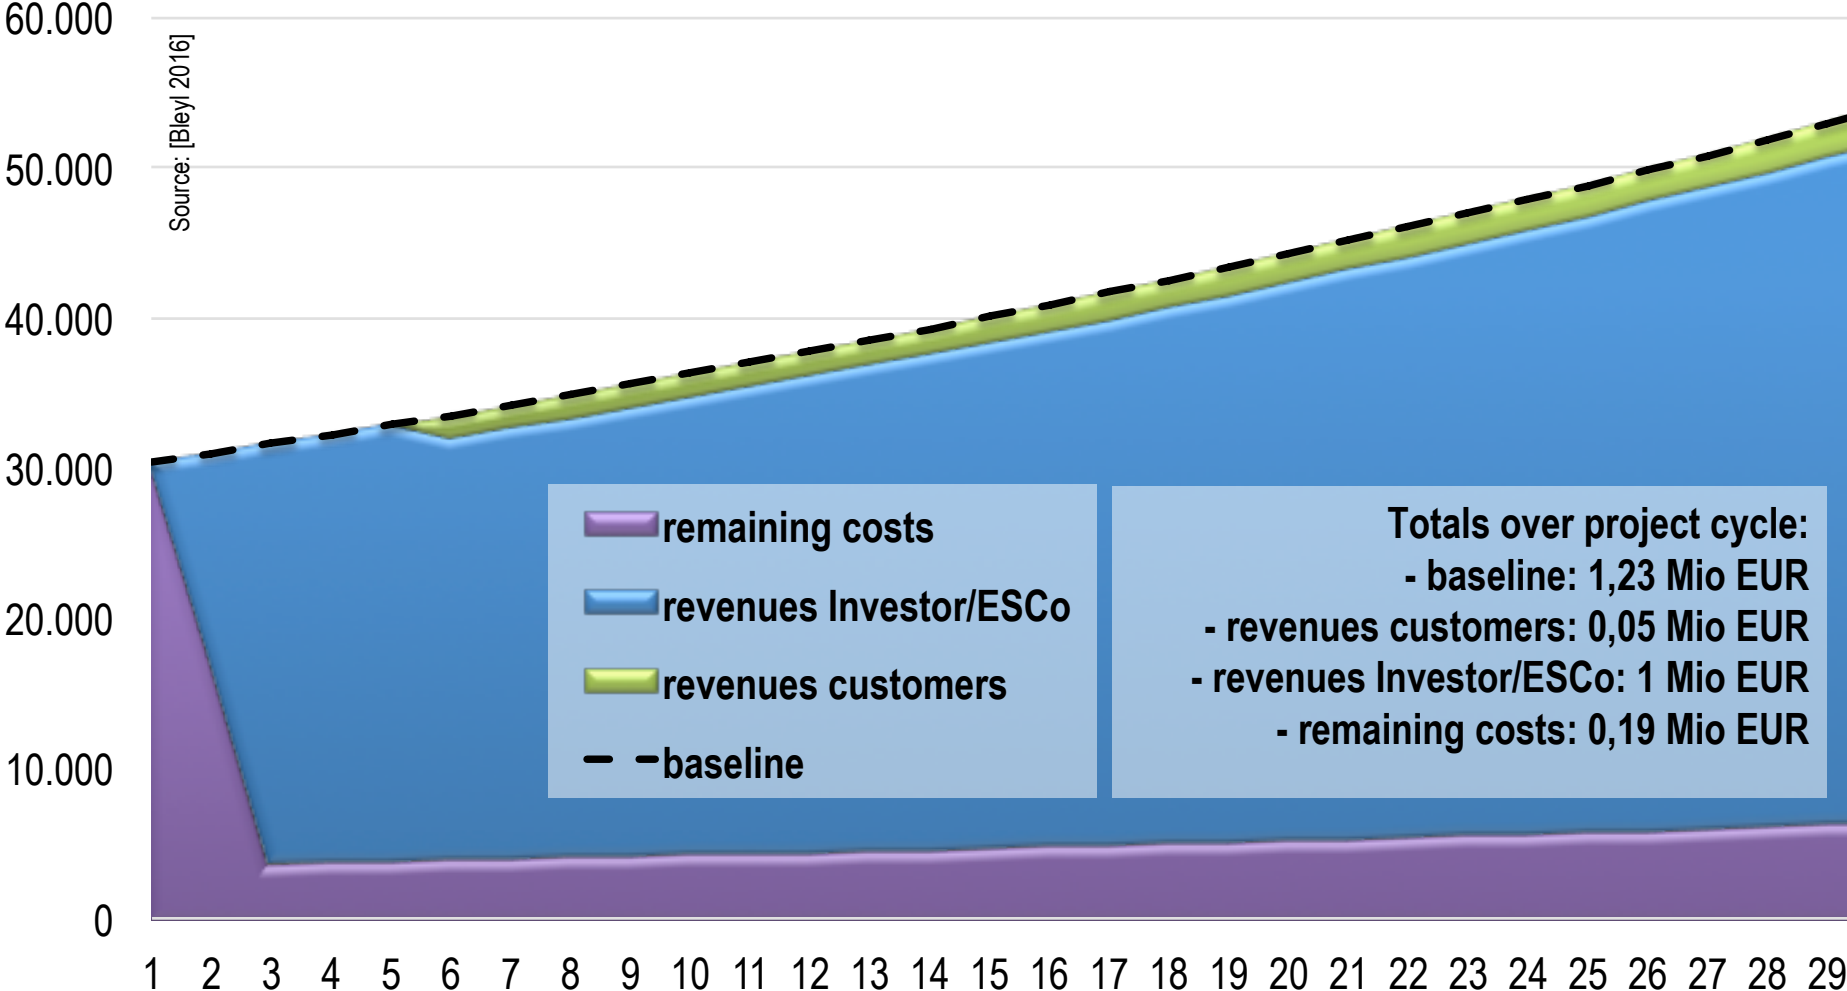 60.000
50.000
40.000
30.000
20.000
10.000
0
Source: [Bleyl 2016]
remaining costs
revenues Investor/ESCo
revenues customers
baseline
Totals over project cycle:
- baseline: 1,23 Mio EUR
- revenues customers: 0,05 Mio EUR
- revenues Investor/ESCo: 1 Mio EUR
- remaining costs: 0,19 Mio EUR
1 2 3 4 5 6 7 8 9 10 11 12 13 14 15 16 17 18 19 20 21 22 23 24 25 26 27 28 29